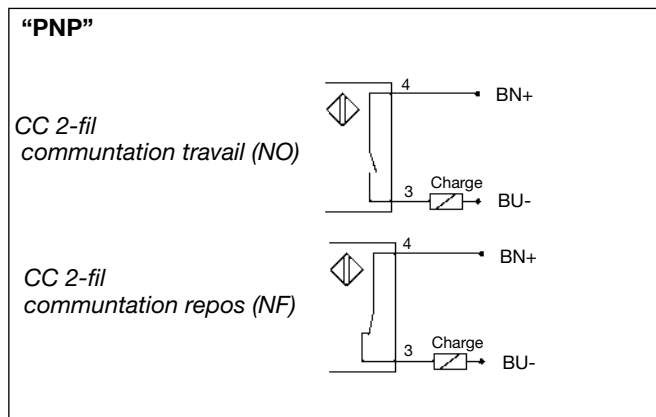 “PNP”
4
BN+
CC 2-fil
communtation travail (NO)
3
Charge
BU-
4
BN+
CC 2-fil
communtation repos (NF)
3
Charge
BU-